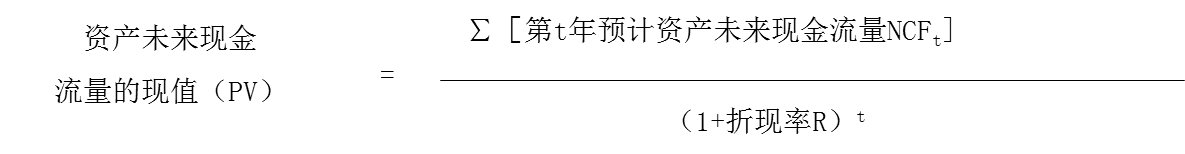 资产未来现金
流量的现值（PV）
=
∑［第t年预计资产未来现金流量NCFt］
（1+折现率R）t